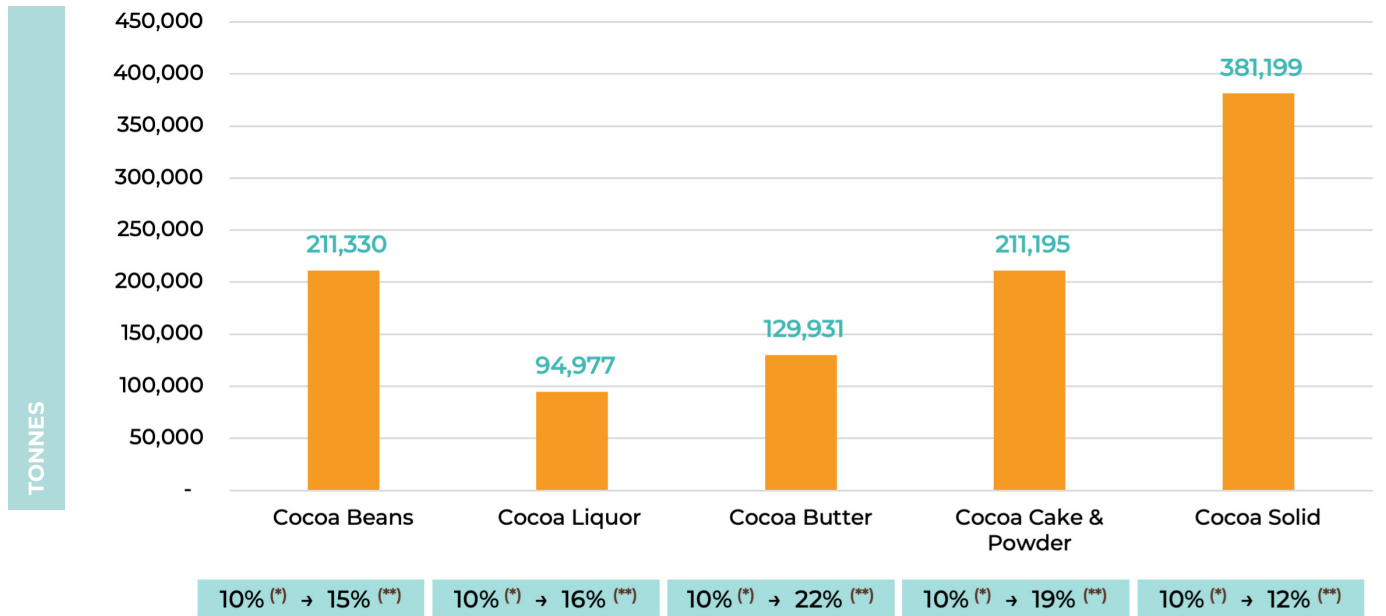 TONNES
450,000
400,000
350,000
300,000
250,000
200,000
150,000
100,000
50,000
-
211,330
94,977
129,931
211,195
381,199
Cocoa Beans
Cocoa Liquor
Cocoa Butter
Cocoa Cake &
Powder
Cocoa Solid
10% (*) → 15% (**)
10% (*) → 16% (**)
10% (*) → 22% (**)
10% (*) → 19% (**)
10% (*) → 12% (**)